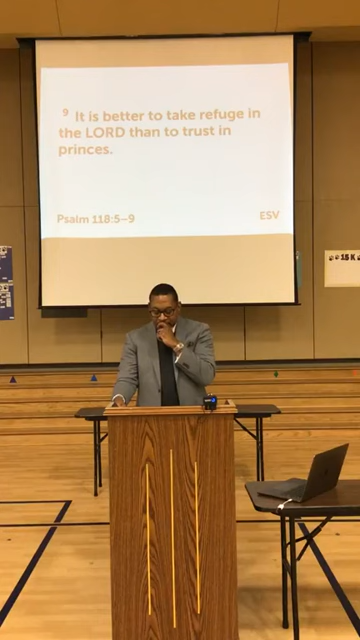 ⁹ It is better to take refuge in
the LORD than to trust in
princes.
Psalm 118:5–9 ESV
15 K